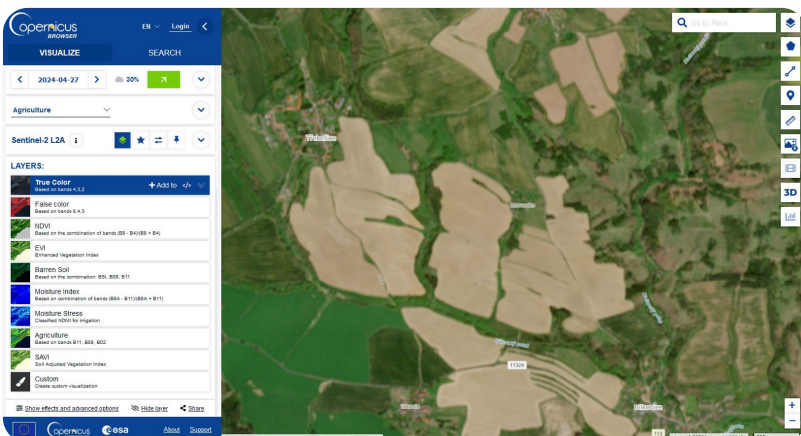 Copernicus
BROWSER
EN
Login
VISUALIZE
SEARCH
2024-04-27
30%
Agriculture
Sentinel-2 L2A
LAYERS:
True Color
Based on bands 4,3,2
Add to
False color
Based on bands 8,4,3
NDVI
Based on the combination of bands (B8 - B4)/(B8 + B4)
EVI
Enhanced Vegetation Index
Barren Soil
Based on the combination: BSI, B08, B11
Moisture Index
Based on combination of bands (B8A - B11)/(B8A + B11)
Moisture Stress
Classified NDMI for irrigation
Agriculture
Based on bands B11, B08, B02
SAVI
Soil Adjusted Vegetation Index
Custom
Create custom visualization
Show effects and advanced options
Hide layer
Share
Copernicus
esa
About
Support
Go to Place
3D
Třebešice
11324
113